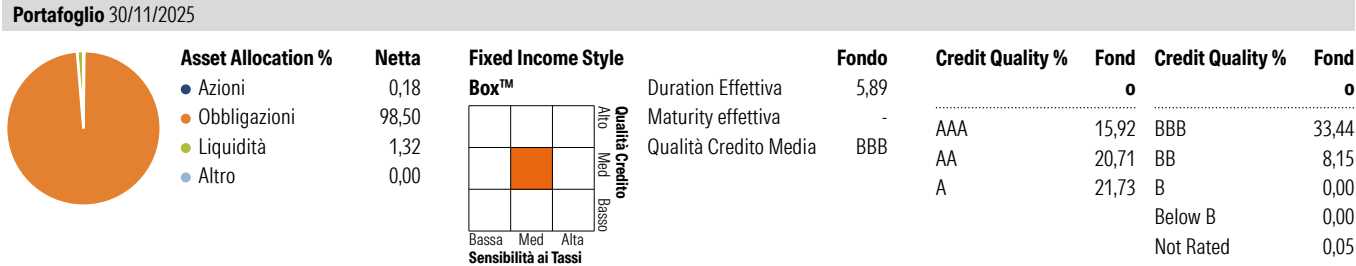 Portafoglio 30/11/2025
Asset Allocation % Netta
Azioni 0,18
Obbligazioni 98,50
Liquidità 1,32
Altro 0,00
Fixed Income Style
Box™
Alto Med Basso
Qualità Credito
Bassa Med Alta
Sensibilità ai Tassi
Fondo
Duration Effettiva 5,89
Maturity effettiva -
Qualità Credito Media BBB
Credit Quality % Fond
o
AAA 15,92
AA 20,71
A 21,73
Credit Quality % Fond
o
BBB 33,44
BB 8,15
B 0,00
Below B 0,00
Not Rated 0,05